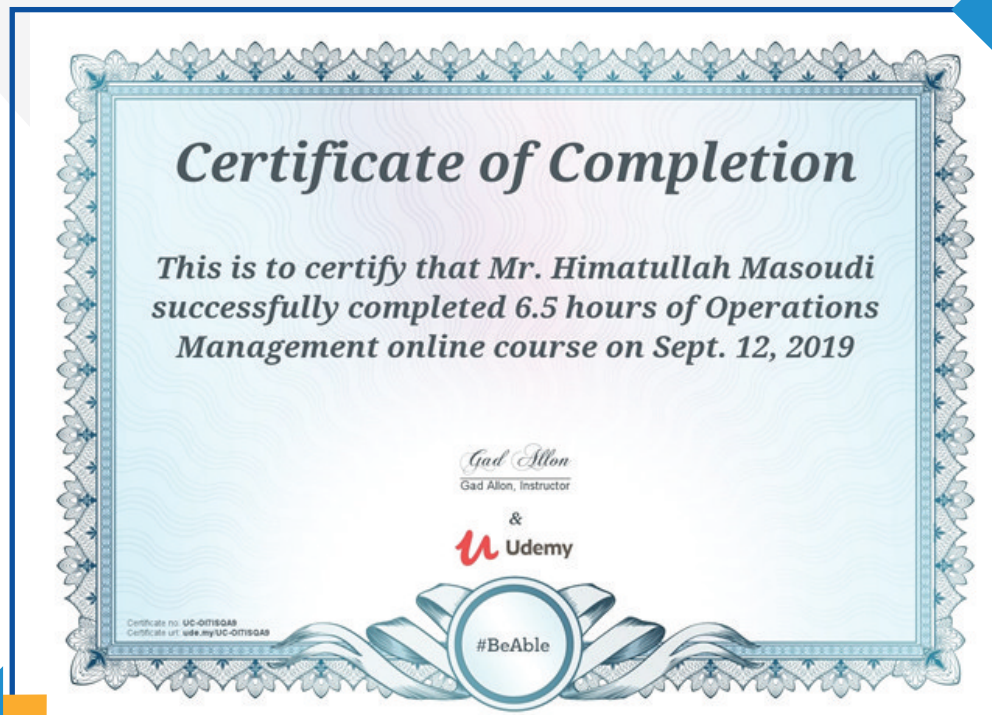 Certificate of Completion
This is to certify that Mr. Himatullah Masoudi
successfully completed 6.5 hours of Operations
Management online course on Sept. 12, 2019
Gad Allon
Gad Allon, Instructor
&
Udemy
Certificate no: UC-OI7ISQA9
Certificate url: ude.my/UC-OI7ISQA9
#BeAble